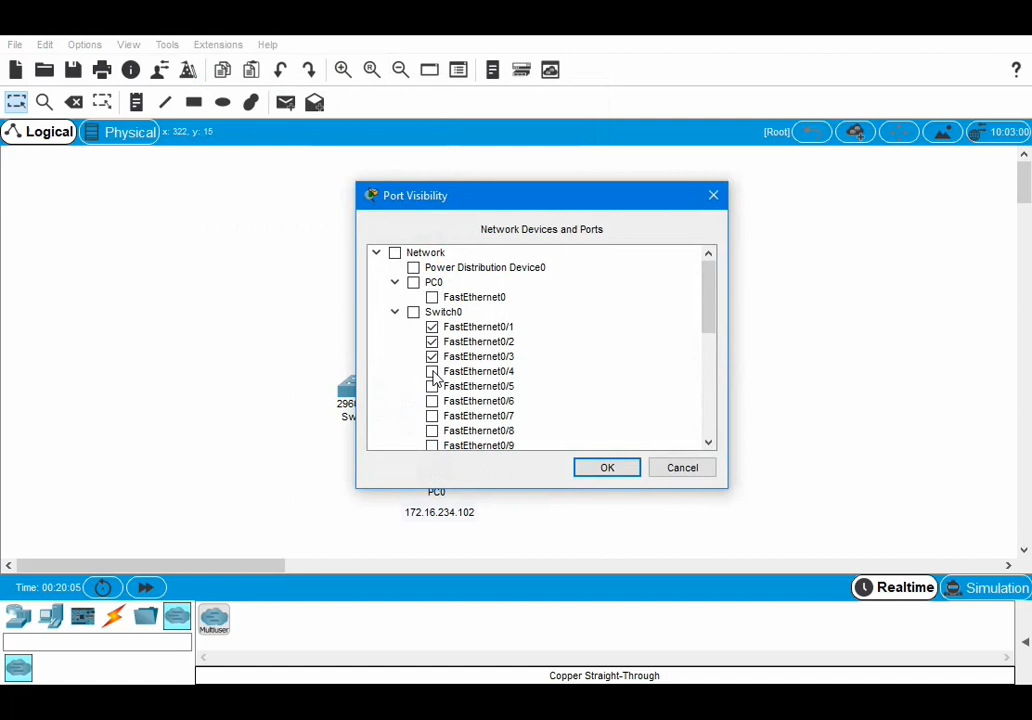 File Edit Options View Tools Extensions Help
?
Logical Physical x: 322, y: 15 [Root] 10:03:00
Port Visibility
Network Devices and Ports
Network
Power Distribution Device0
PC0
FastEthernet0
Switch0
FastEthernet0/1
FastEthernet0/2
FastEthernet0/3
FastEthernet0/4
FastEthernet0/5
FastEthernet0/6
FastEthernet0/7
FastEthernet0/8
FastEthernet0/9
OK Cancel
PC0
172.16.234.102
Time: 00:20:05 Realtime Simulation
Multiuser
Copper Straight-Through